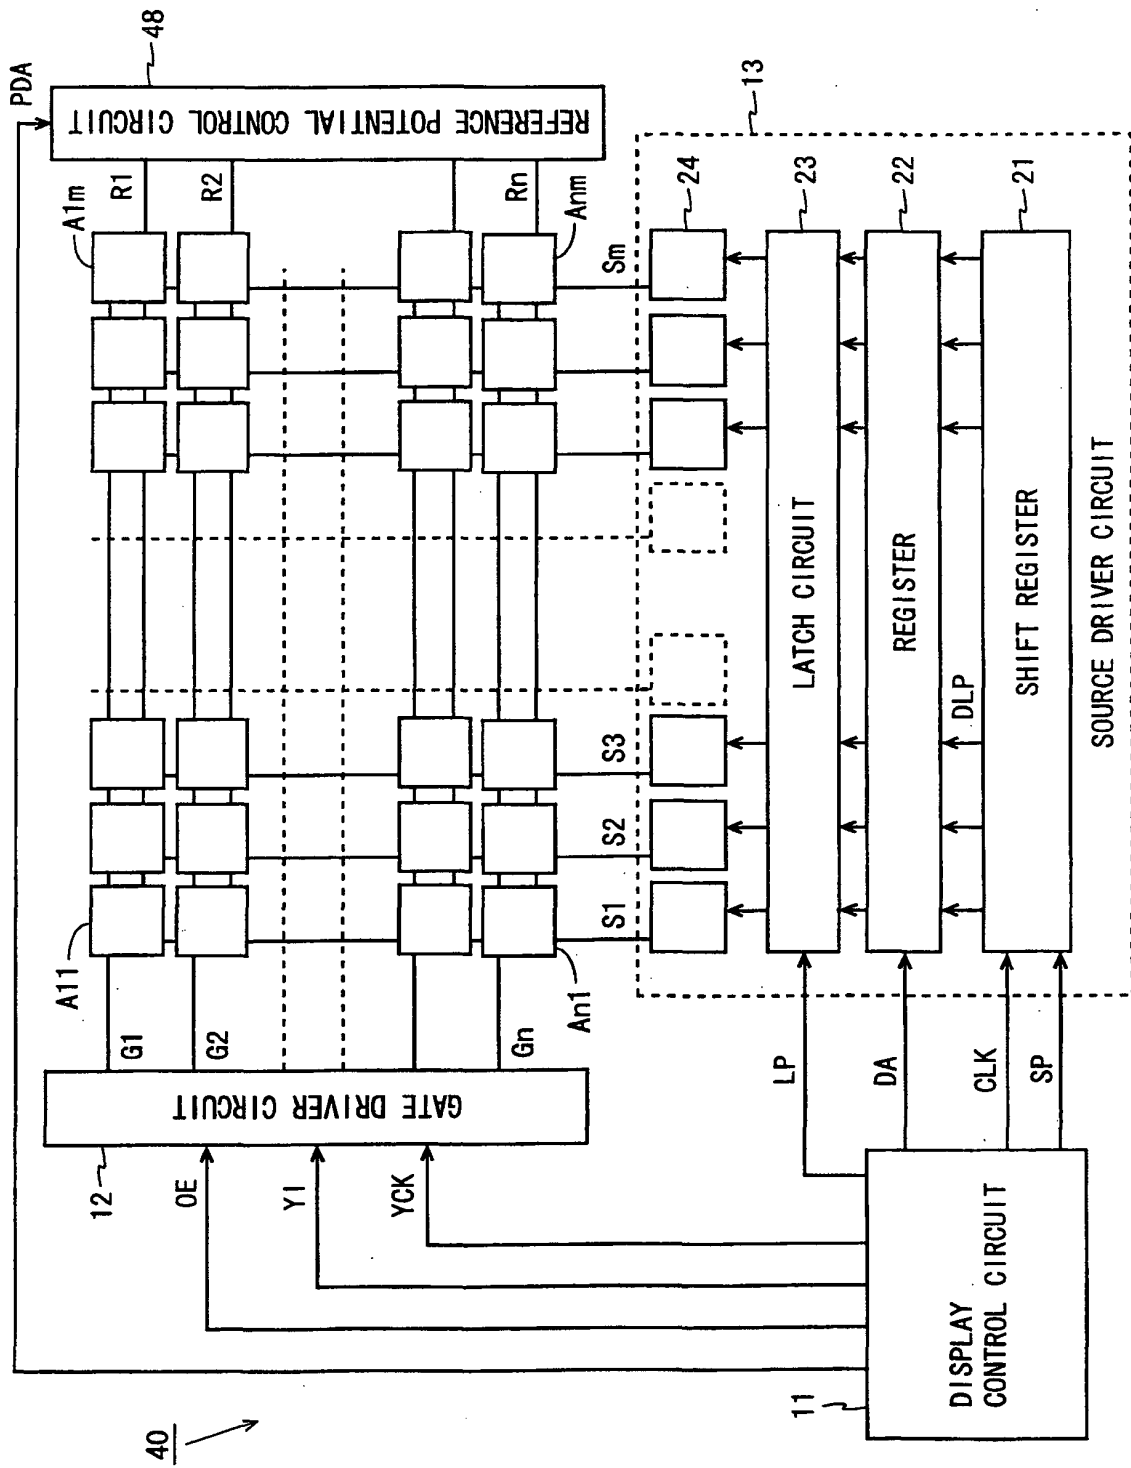 40
PDA
48
REFERENCE POTENTIAL CONTROL CIRCUIT
A11
A1m
R1
R2
Rn
G1
G2
Gn
12
GATE DRIVER CIRCUIT
An1
Anm
OE
YI
YCK
S1
S2
S3
Sm
13
24
LP
LATCH CIRCUIT
23
DA
REGISTER
22
DLP
CLK
SP
SHIFT REGISTER
21
SOURCE DRIVER CIRCUIT
11
DISPLAY
CONTROL CIRCUIT